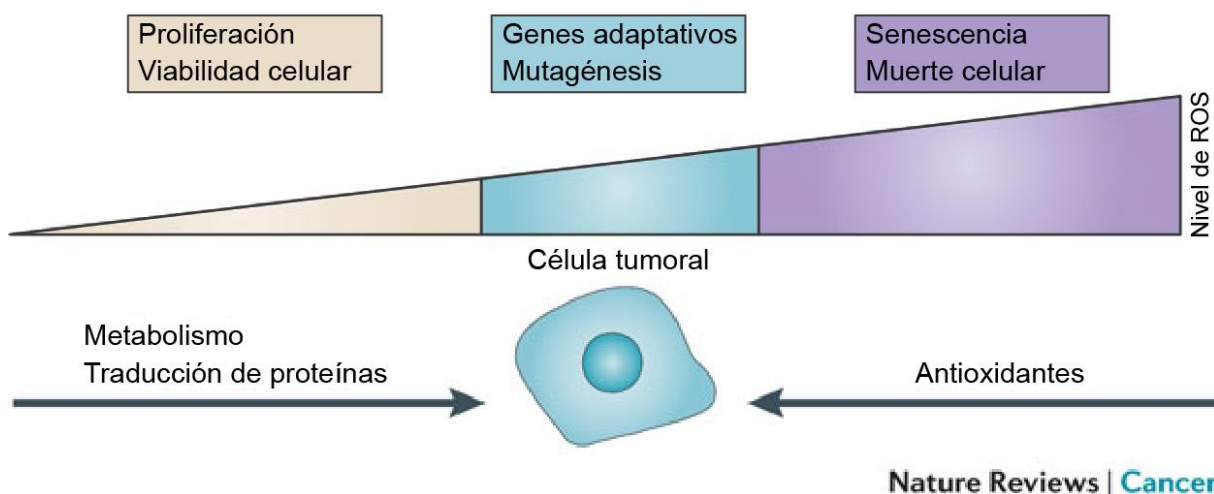 Proliferación
Viabilidad celular
Genes adaptativos
Mutagénesis
Senescencia
Muerte celular
Nivel de ROS
Célula tumoral
Metabolismo
Traducción de proteínas
Antioxidantes
Nature Reviews | Cancer